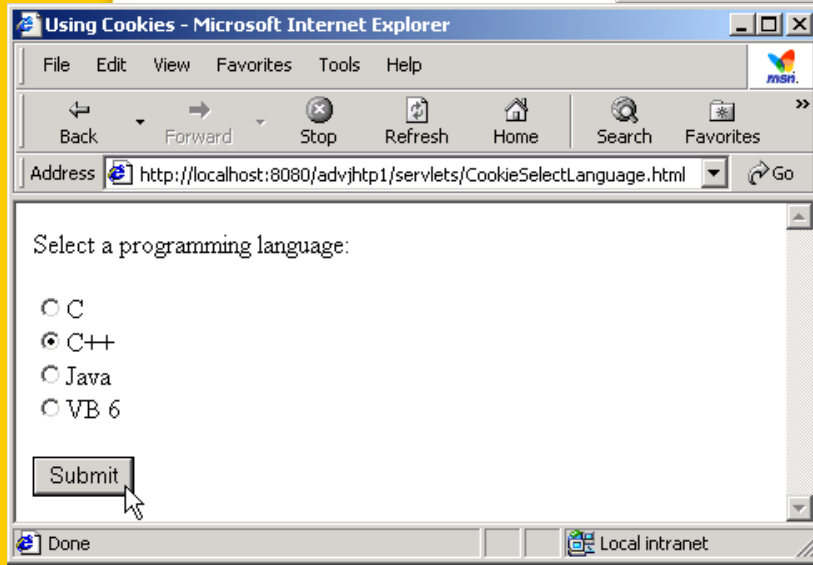 Using Cookies - Microsoft Internet Explorer
File Edit View Favorites Tools Help
msn.
Back Forward Stop Refresh Home Search Favorites »
Address http://localhost:8080/advjhtp1/servlets/CookieSelectLanguage.html Go
Select a programming language:
C
C++
Java
VB 6
Submit
Done Local intranet